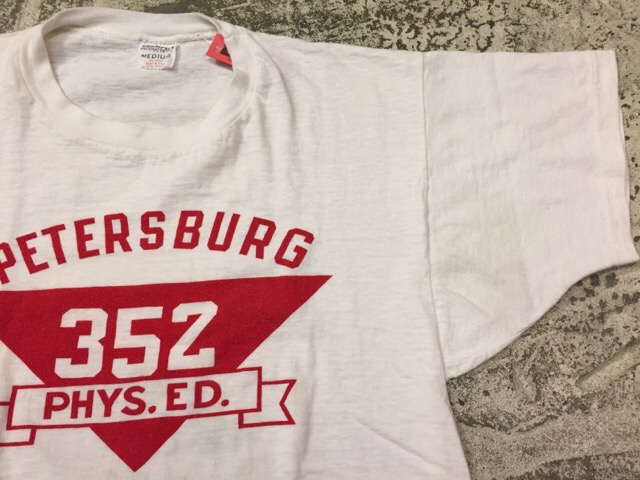 MEDIUM
PETERSBURG
352
PHYS. ED.